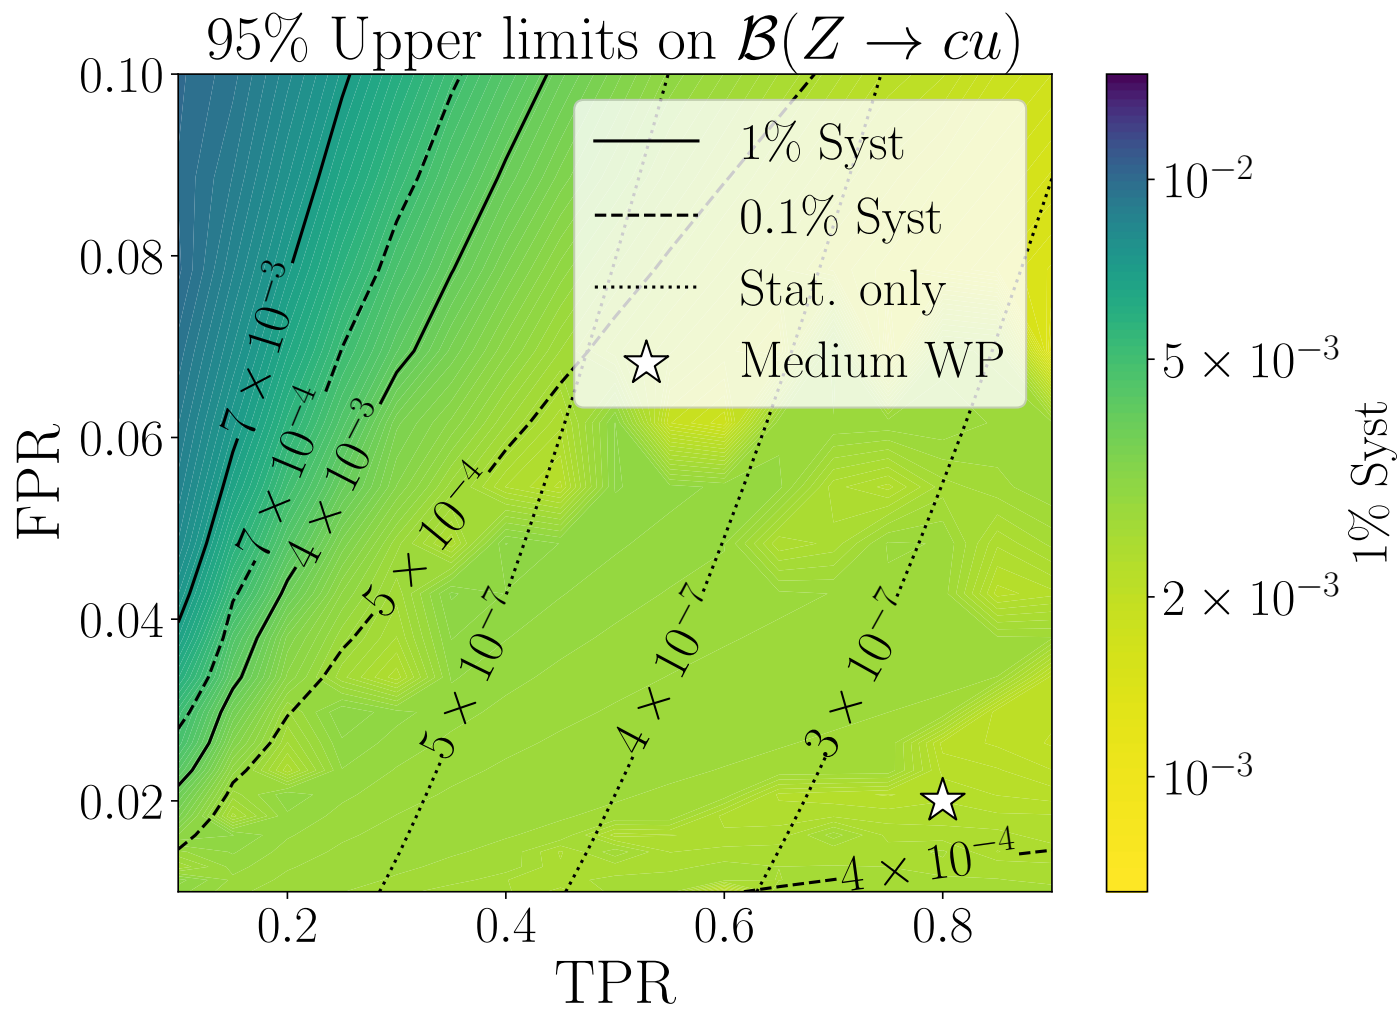 95% Upper limits on ℬ(Z → cu)
0.10
0.08
0.06
0.04
0.02
FPR
0.2
0.4
0.6
0.8
TPR
1% Syst
0.1% Syst
Stat. only
Medium WP
7 × 10⁻³
7 × 10⁻⁴
4 × 10⁻³
5 × 10⁻⁴
5 × 10⁻⁷
4 × 10⁻⁷
3 × 10⁻⁷
4 × 10⁻⁴
10⁻²
5 × 10⁻³
2 × 10⁻³
10⁻³
1% Syst